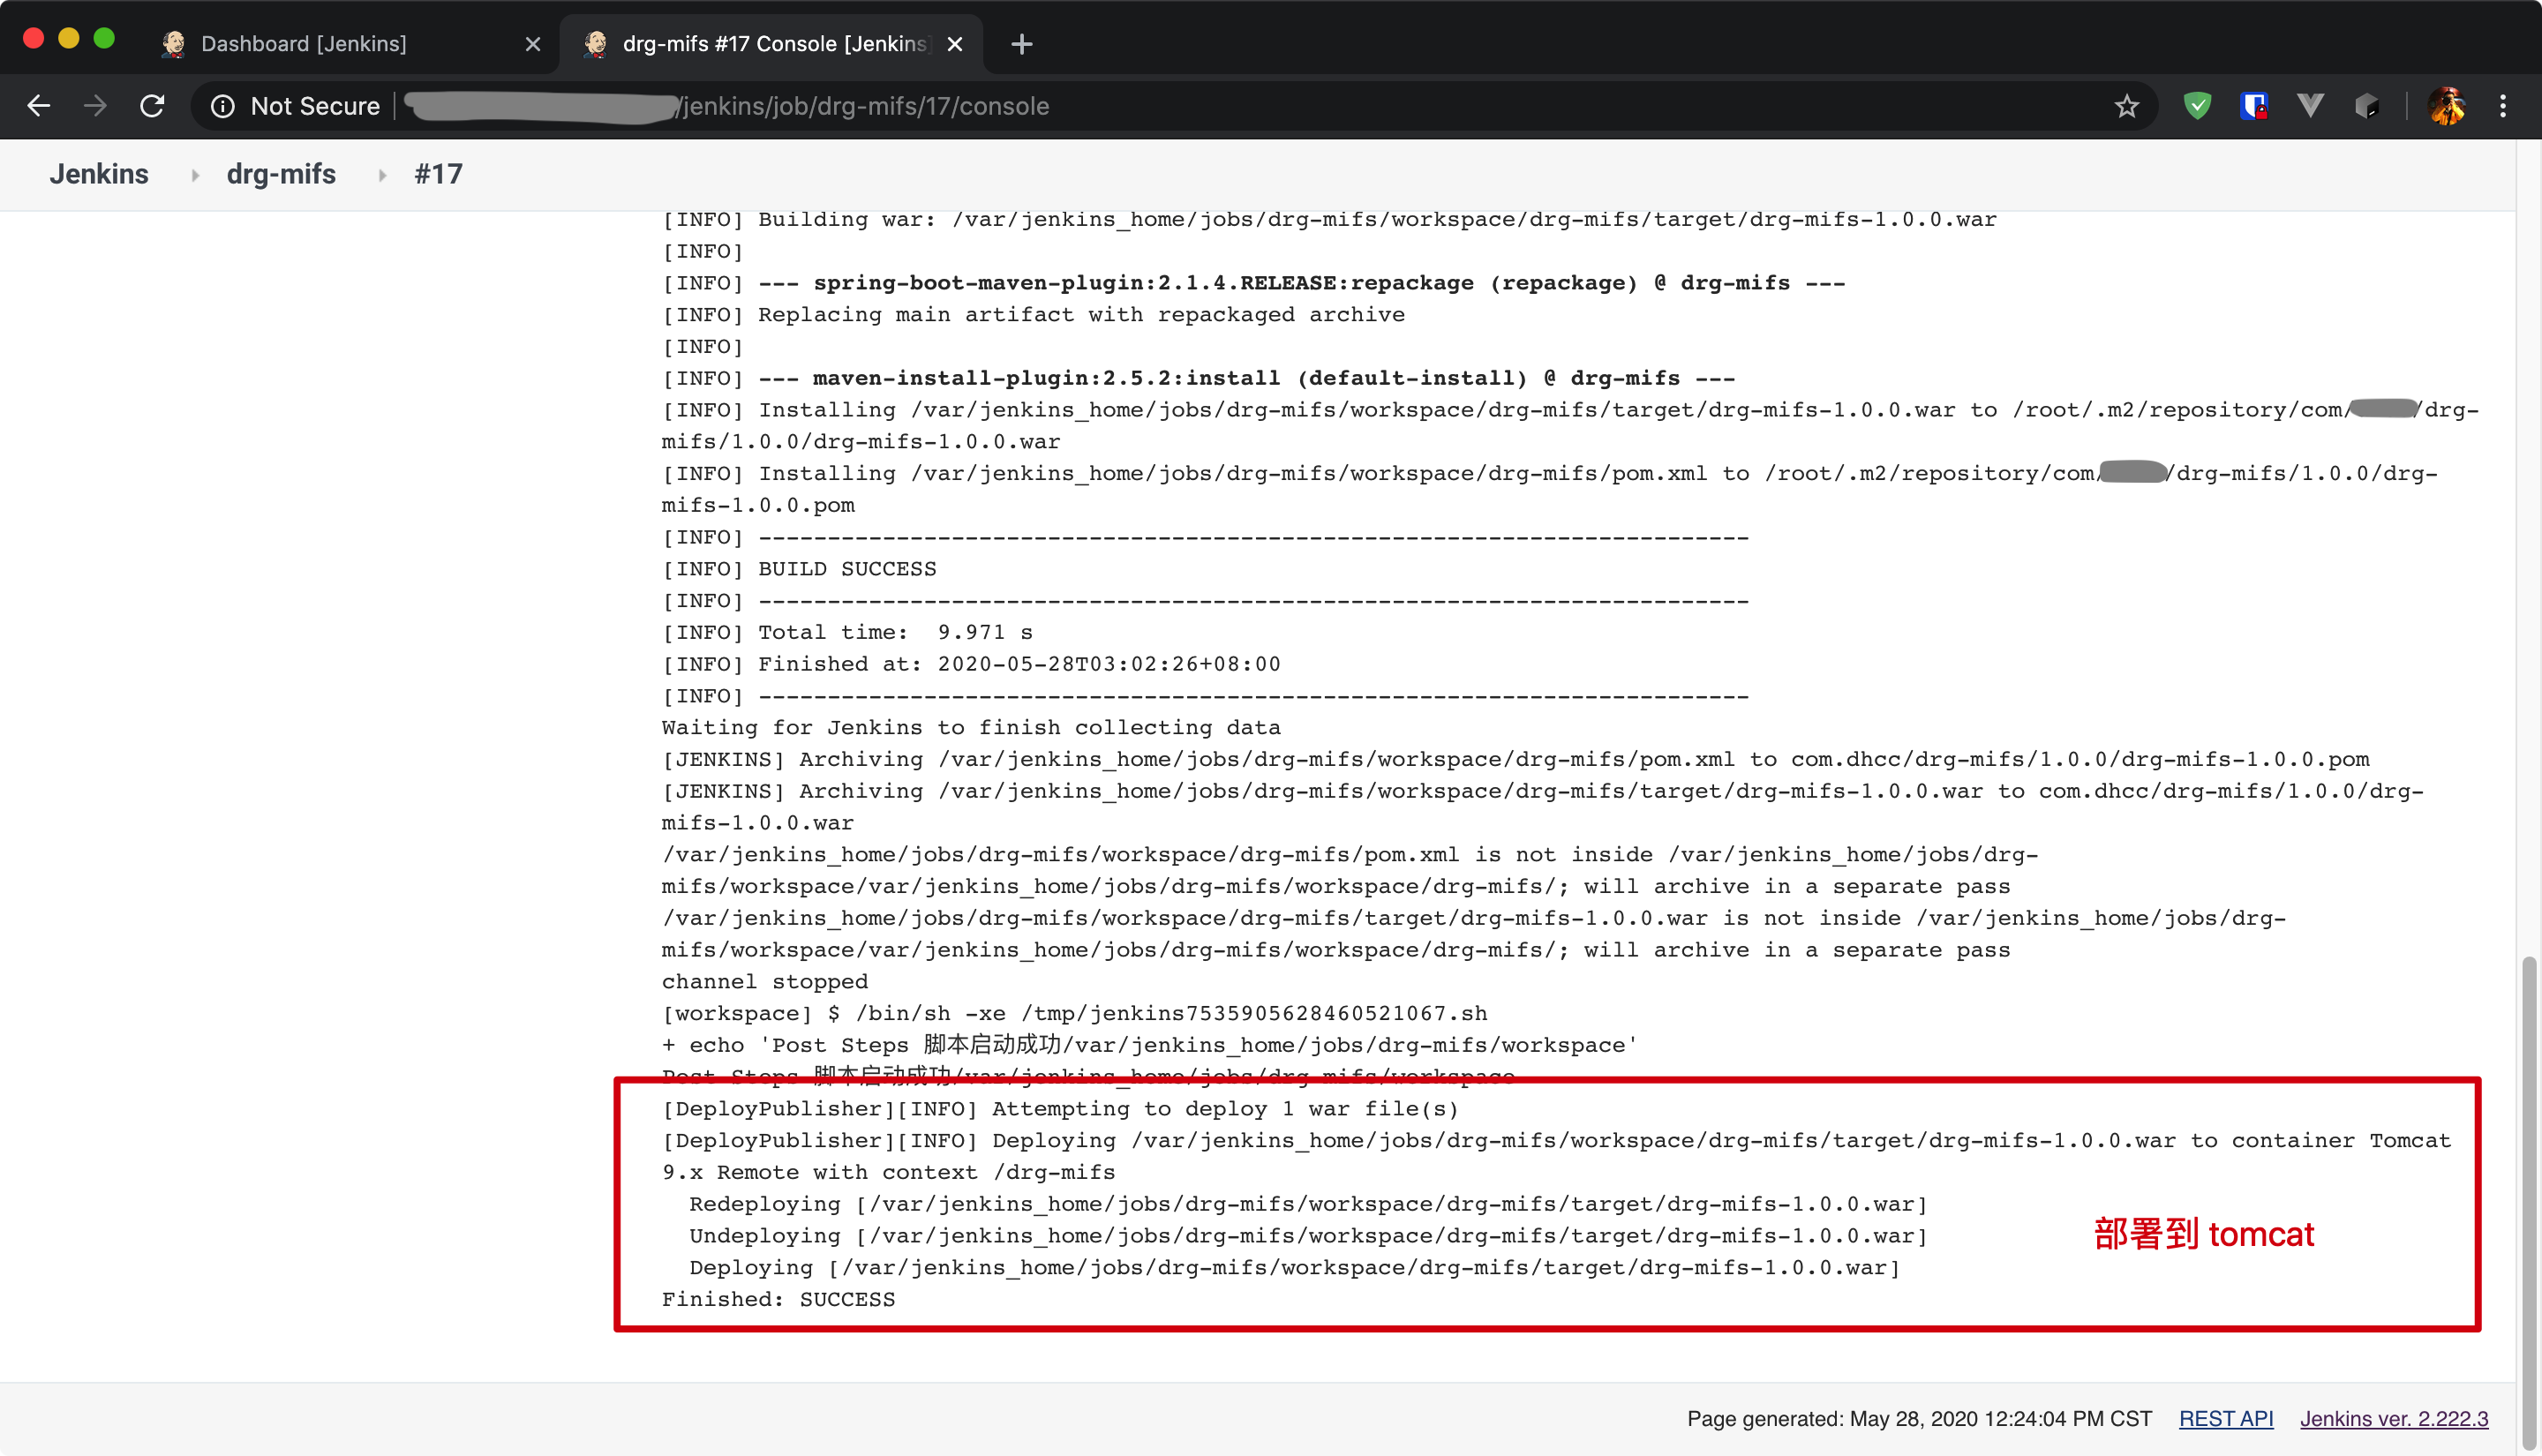 Dashboard [Jenkins]
drg-mifs #17 Console [Jenkins]
Not Secure
/jenkins/job/drg-mifs/17/console
Jenkins
drg-mifs
#17
[INFO] Building war: /var/jenkins_home/jobs/drg-mifs/workspace/drg-mifs/target/drg-mifs-1.0.0.war
[INFO]
[INFO] --- spring-boot-maven-plugin:2.1.4.RELEASE:repackage (repackage) @ drg-mifs ---
[INFO] Replacing main artifact with repackaged archive
[INFO]
[INFO] --- maven-install-plugin:2.5.2:install (default-install) @ drg-mifs ---
[INFO] Installing /var/jenkins_home/jobs/drg-mifs/workspace/drg-mifs/target/drg-mifs-1.0.0.war to /root/.m2/repository/com/ /drg-
mifs/1.0.0/drg-mifs-1.0.0.war
[INFO] Installing /var/jenkins_home/jobs/drg-mifs/workspace/drg-mifs/pom.xml to /root/.m2/repository/com/ /drg-mifs/1.0.0/drg-
mifs-1.0.0.pom
[INFO] ------------------------------------------------------------------------
[INFO] BUILD SUCCESS
[INFO] ------------------------------------------------------------------------
[INFO] Total time:  9.971 s
[INFO] Finished at: 2020-05-28T03:02:26+08:00
[INFO] ------------------------------------------------------------------------
Waiting for Jenkins to finish collecting data
[JENKINS] Archiving /var/jenkins_home/jobs/drg-mifs/workspace/drg-mifs/pom.xml to com.dhcc/drg-mifs/1.0.0/drg-mifs-1.0.0.pom
[JENKINS] Archiving /var/jenkins_home/jobs/drg-mifs/workspace/drg-mifs/target/drg-mifs-1.0.0.war to com.dhcc/drg-mifs/1.0.0/drg-
mifs-1.0.0.war
/var/jenkins_home/jobs/drg-mifs/workspace/drg-mifs/pom.xml is not inside /var/jenkins_home/jobs/drg-
mifs/workspace/var/jenkins_home/jobs/drg-mifs/workspace/drg-mifs/; will archive in a separate pass
/var/jenkins_home/jobs/drg-mifs/workspace/drg-mifs/target/drg-mifs-1.0.0.war is not inside /var/jenkins_home/jobs/drg-
mifs/workspace/var/jenkins_home/jobs/drg-mifs/workspace/drg-mifs/; will archive in a separate pass
channel stopped
[workspace] $ /bin/sh -xe /tmp/jenkins7535905628460521067.sh
+ echo 'Post Steps 脚本启动成功/var/jenkins_home/jobs/drg-mifs/workspace'
Post Steps 脚本启动成功/var/jenkins_home/jobs/drg-mifs/workspace
[DeployPublisher][INFO] Attempting to deploy 1 war file(s)
[DeployPublisher][INFO] Deploying /var/jenkins_home/jobs/drg-mifs/workspace/drg-mifs/target/drg-mifs-1.0.0.war to container Tomcat
9.x Remote with context /drg-mifs
Redeploying [/var/jenkins_home/jobs/drg-mifs/workspace/drg-mifs/target/drg-mifs-1.0.0.war]
Undeploying [/var/jenkins_home/jobs/drg-mifs/workspace/drg-mifs/target/drg-mifs-1.0.0.war]
部署到 tomcat
Deploying [/var/jenkins_home/jobs/drg-mifs/workspace/drg-mifs/target/drg-mifs-1.0.0.war]
Finished: SUCCESS
Page generated: May 28, 2020 12:24:04 PM CST
REST API
Jenkins ver. 2.222.3